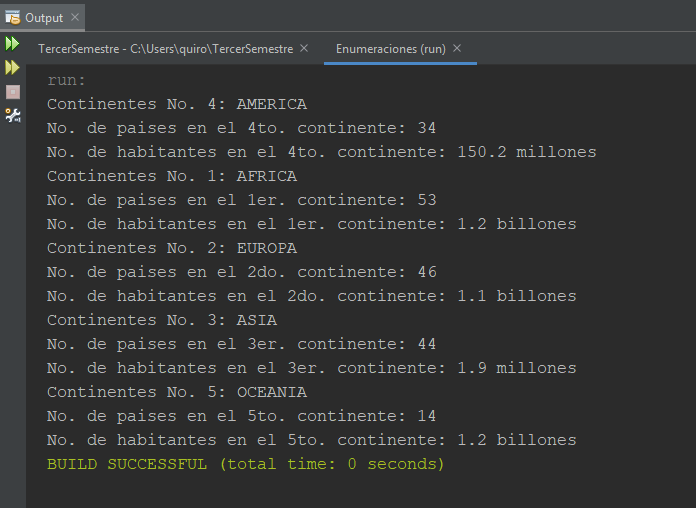 Output
TercerSemestre - C:\Users\quiro\TercerSemestre
Enumeraciones (run)
run:
Continentes No. 4: AMERICA
No. de paises en el 4to. continente: 34
No. de habitantes en el 4to. continente: 150.2 millones
Continentes No. 1: AFRICA
No. de paises en el 1er. continente: 53
No. de habitantes en el 1er. continente: 1.2 billones
Continentes No. 2: EUROPA
No. de paises en el 2do. continente: 46
No. de habitantes en el 2do. continente: 1.1 billones
Continentes No. 3: ASIA
No. de paises en el 3er. continente: 44
No. de habitantes en el 3er. continente: 1.9 millones
Continentes No. 5: OCEANIA
No. de paises en el 5to. continente: 14
No. de habitantes en el 5to. continente: 1.2 billones
BUILD SUCCESSFUL (total time: 0 seconds)